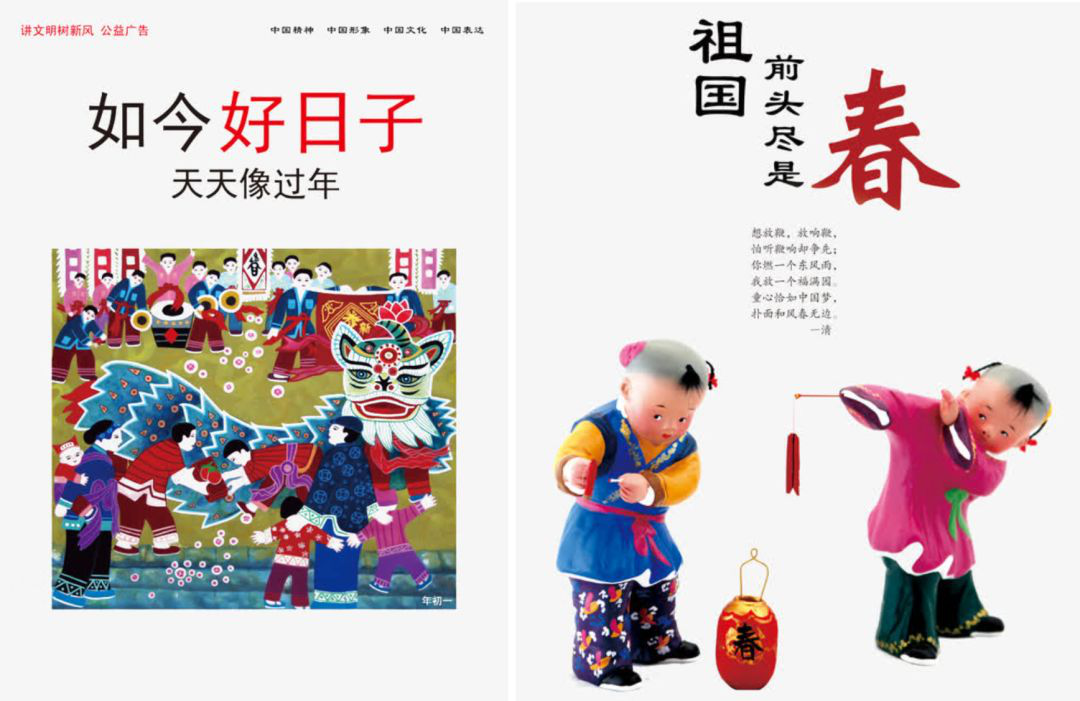 讲文明树新风 公益广告
中国精神 中国形象 中国文化 中国表达
如今好日子
天天像过年
春
年初一
祖国
前头尽是
春
想放鞭，放响鞭，
怕听鞭响却争先；
你燃一个东风雨，
我放一个福满园。
童心恰如中国梦，
扑面和风春无边。
一清
春